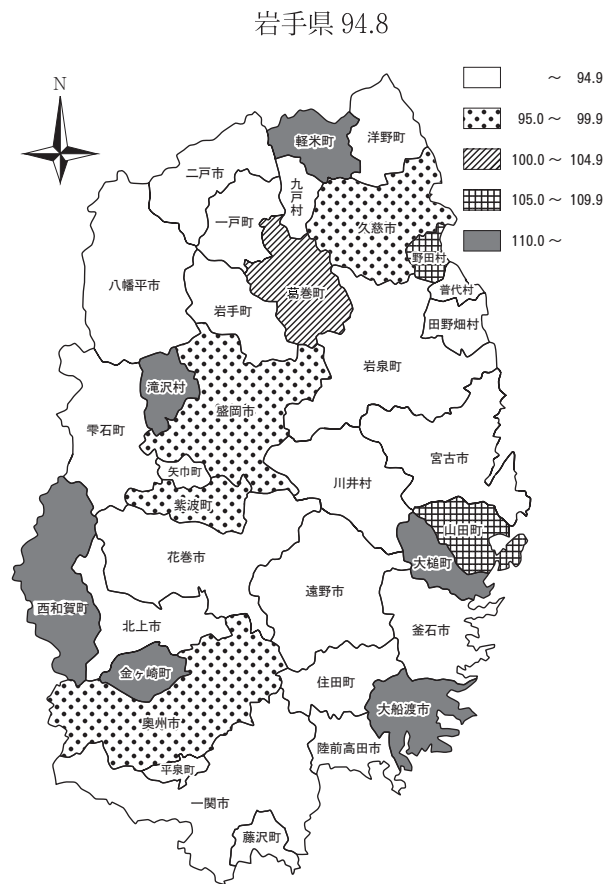 岩手県 94.8
N
～ 94.9
95.0 ～ 99.9
100.0 ～ 104.9
105.0 ～ 109.9
110.0 ～
軽米町
洋野町
二戸市
九戸村
一戸町
久慈市
野田村
八幡平市
葛巻町
普代村
岩手町
田野畑村
岩泉町
滝沢村
盛岡市
雫石町
宮古市
矢巾町
川井村
紫波町
山田町
花巻市
大槌町
遠野市
西和賀町
北上市
釜石市
金ヶ崎町
住田町
大船渡市
奥州市
陸前高田市
平泉町
一関市
藤沢町